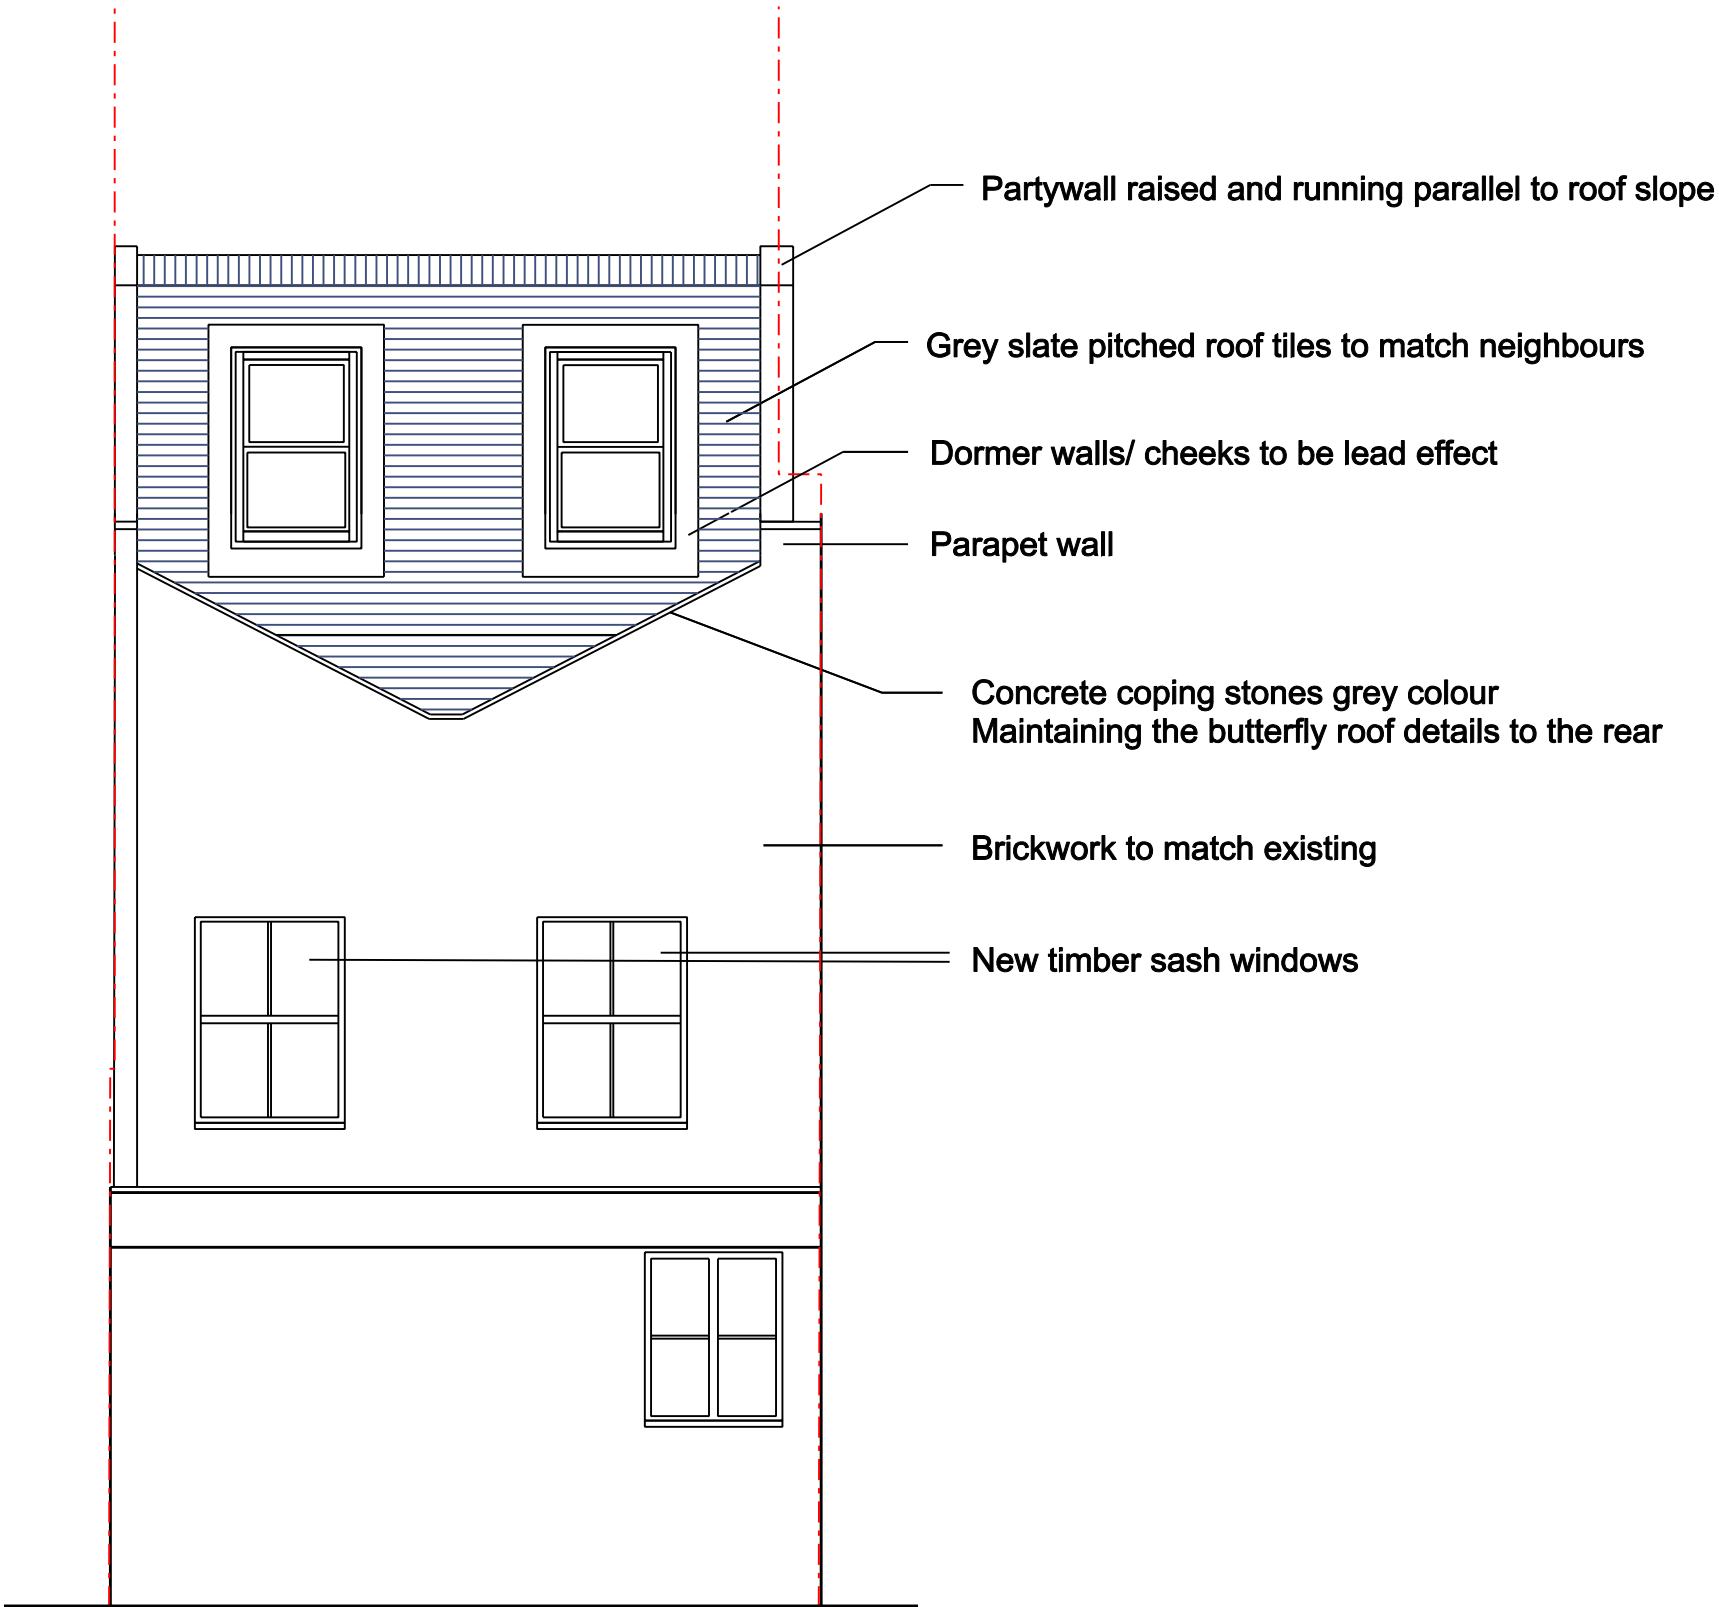 Partywall raised and running parallel to roof slope
Grey slate pitched roof tiles to match neighbours
Dormer walls/ cheeks to be lead effect
Parapet wall
Concrete coping stones grey colour
Maintaining the butterfly roof details to the rear
Brickwork to match existing
New timber sash windows